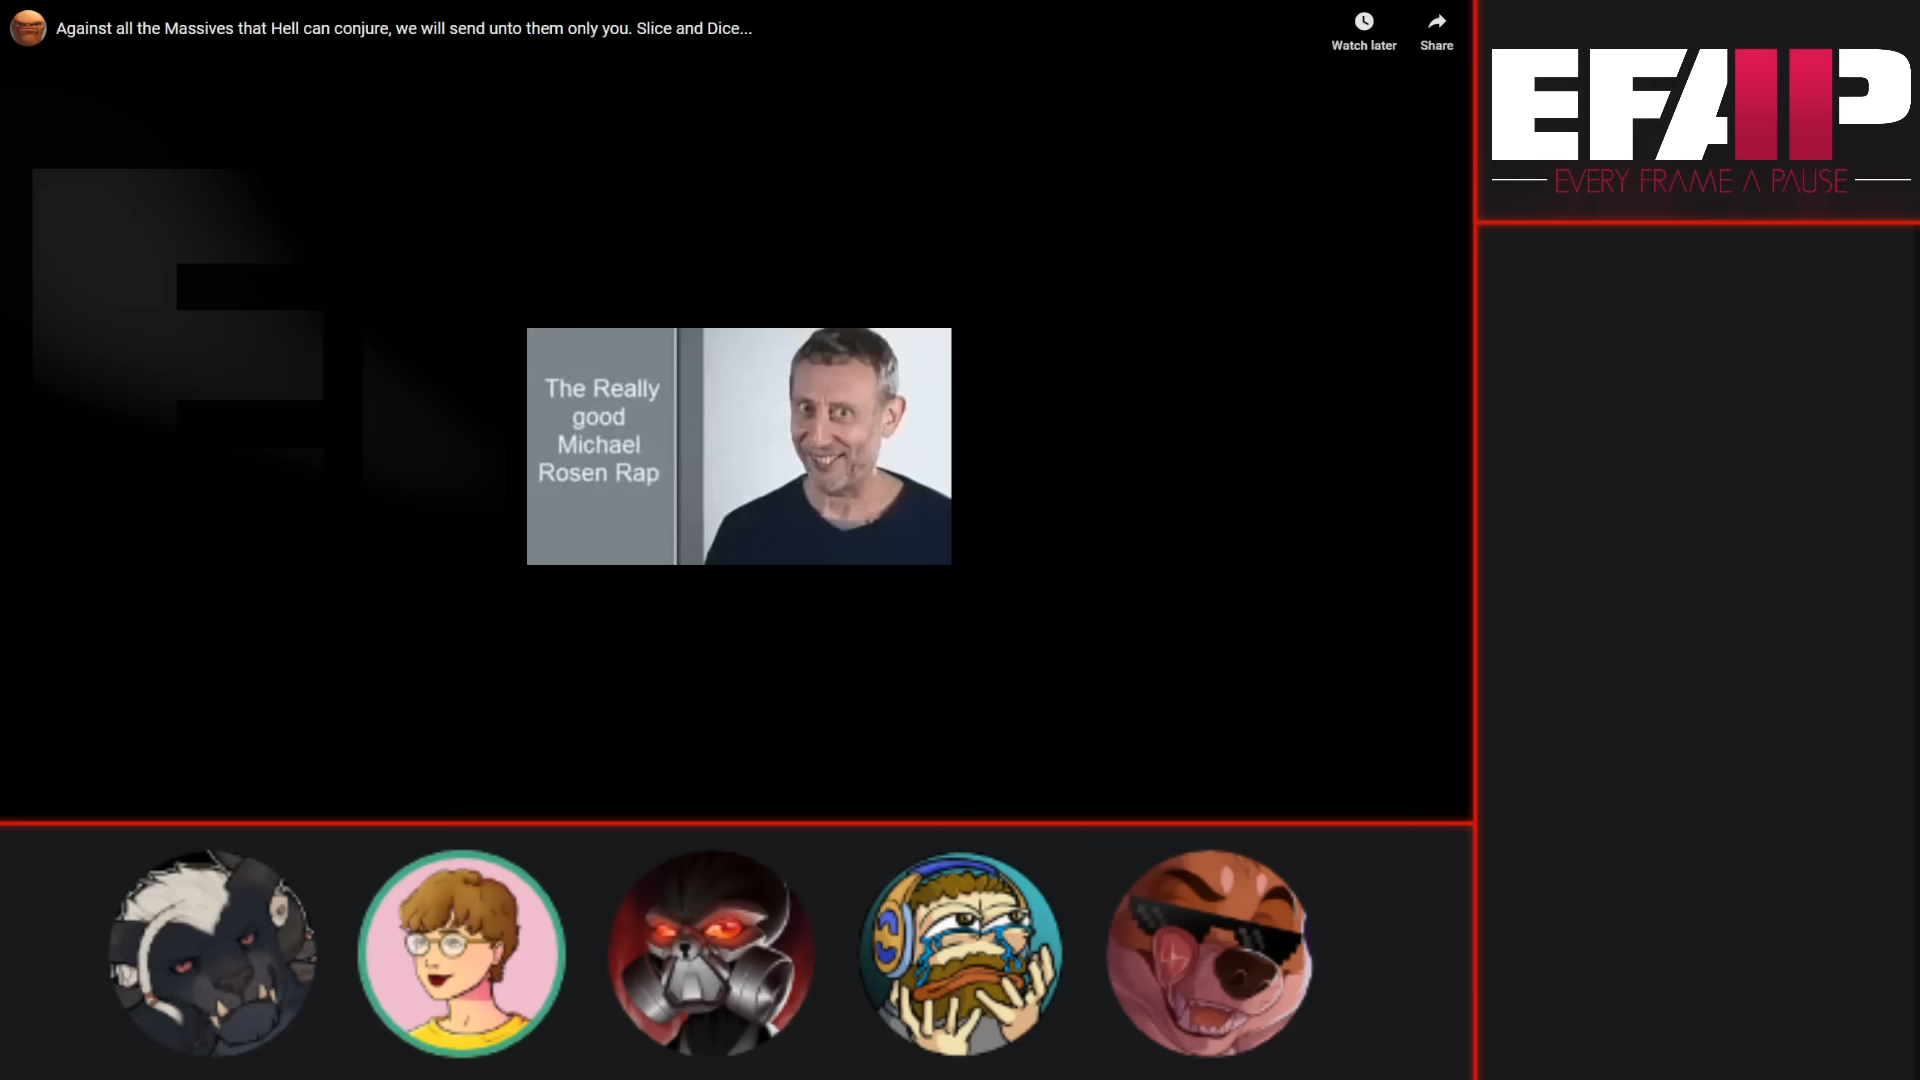 Against all the Massives that Hell can conjure, we will send unto them only you. Slice and Dice...
Watch later
Share
EFAP
EVERY FRAME A PAUSE
The Really
good
Michael
Rosen Rap